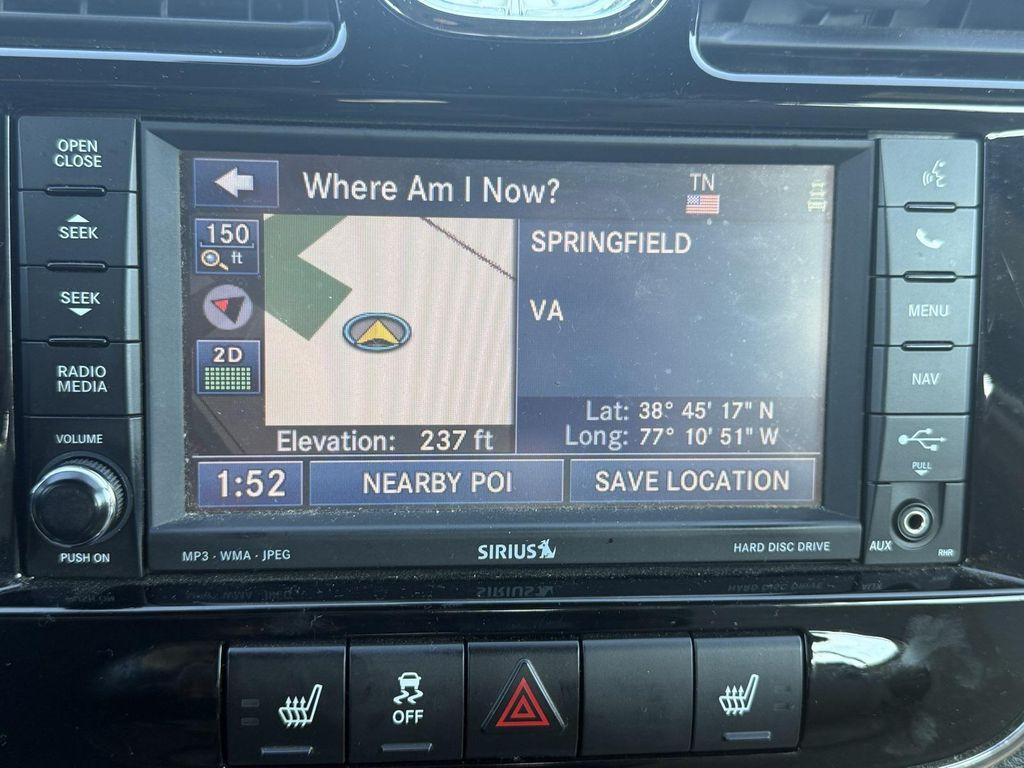 OPEN
CLOSE
SEEK
SEEK
RADIO
MEDIA
VOLUME
PUSH ON
Where Am I Now?
TN
150
ft
2D
SPRINGFIELD
VA
Lat: 38° 45' 17" N
Long: 77° 10' 51" W
Elevation: 237 ft
1:52
NEARBY POI
SAVE LOCATION
MP3 · WMA · JPEG
SIRIUS
HARD DISC DRIVE
MENU
NAV
PULL
AUX
RHR
OFF